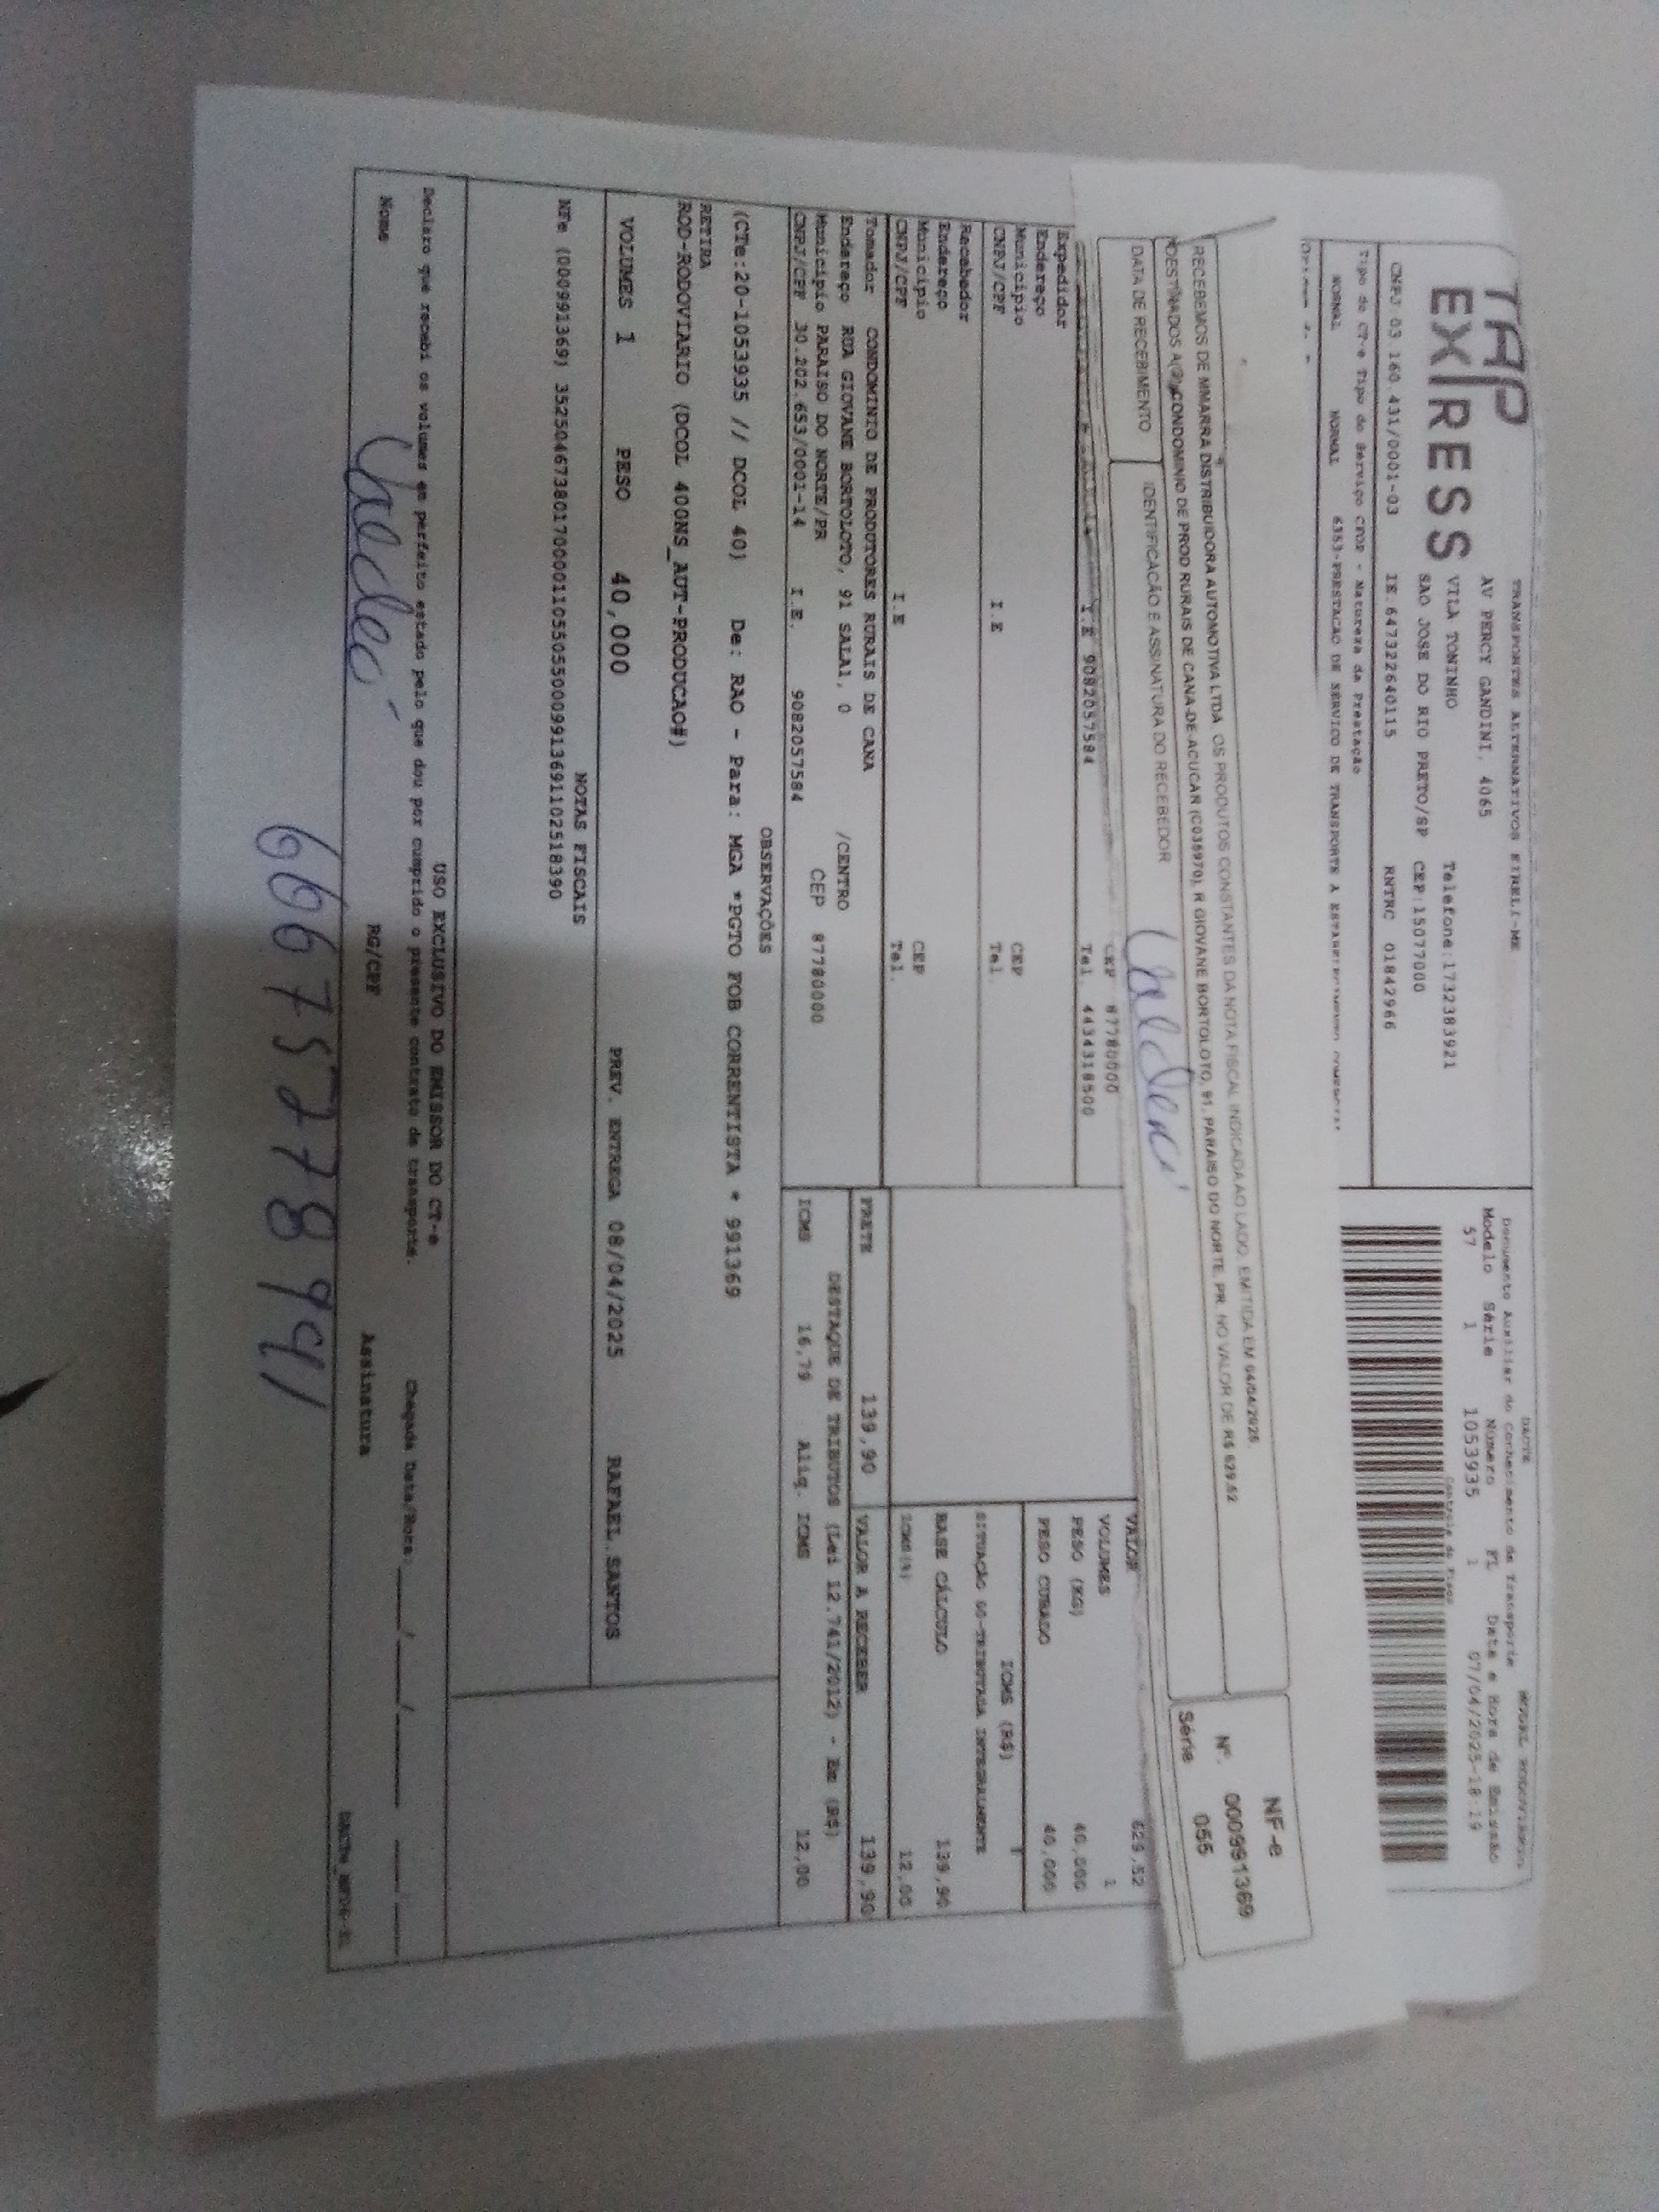 TAP
EXPRESS
TRANSPORTES ALTERNATIVOS EIRELI-ME
AV PERCY GANDINI, 4065
VILA TONINHO Telefone:1732383921
SAO JOSE DO RIO PRETO/SP CEP:15077000
CNPJ 03.160.431/0001-03 IE.647322640115 RNTRC 01842966
Tipo do CT-e Tipo do Serviço CFOP - Natureza da Prestação
NORMAL NORMAL 6353-PRESTACAO DE SERVICO DE TRANSPORTE A
DACTE
Documento Auxiliar do Conhecimento de Transporte
Modelo Série Número FL Data e Hora de Emissão
57 1 1053935 1 07/04/2025-18:19
Controle do Fisco
RECEBEMOS DE MMARRA DISTRIBUIDORA AUTOMOTIVA LTDA OS PRODUTOS CONSTANTES DA NOTA FISCAL INDICADA AO LADO. EMITIDA EM 04/04/2025
DESTINADOS A(O) CONDOMINIO DE PROD RURAIS DE CANA-DE-ACUCAR (C035970), R GIOVANE BORTOLOTO, 91, PARAISO DO NORTE, PR. NO VALOR DE R$ 629,52
DATA DE RECEBIMENTO IDENTIFICAÇÃO E ASSINATURA DO RECEBEDOR
NF-e
Nº. 000991369
Série 055
CEP 87780000
I.E 9082057584 Tel. 4434318500
Expedidor
Endereço
Município CEP
CNPJ/CPF I.E Tel.
Recebedor
Endereço
Município CEP
CNPJ/CPF I.E Tel.
VALOR 629,52
VOLUMES 1
PESO (KG) 40,000
PESO CUBADO 40,000
ICMS (R$)
SITUAÇÃO 00-TRIBUTADA INTEGRALMENTE
BASE CÁLCULO 139,90
ICMS(%) 12,00
Tomador CONDOMINTO DE PRODUTORES RURAIS DE CANA
Endereço RUA GIOVANE BORTOLOTO, 91 SALA1, 0 /CENTRO
Município PARAISO DO NORTE/PR CEP 87780000
CNPJ/CPF 30.202.653/0001-14 I.E. 9082057584
FRETE 139,90 VALOR A RECEBER 139,90
DESTAQUE DE TRIBUTOS (Lei 12.741/2012) - Em (R$)
ICMS 16,79 Aliq. ICMS 12,00
OBSERVAÇÕES
(CTe:20-1053935 // DCOL 40) De: RAO - Para: MGA *PGTO FOB CORRENTISTA * 991369
RETIRA
ROD-RODOVIARIO (DCOL 400NS_AUT-PRODUCAO#)
VOLUMES 1 PESO 40,000 PREV. ENTREGA 08/04/2025 RAFAEL SANTOS
NOTAS FISCAIS
NFe (000991369) 35250467380170000110550550009913691102518390
USO EXCLUSIVO DO EMISSOR DO CT-e
Declaro que recebi os volumes em perfeito estado pelo que dou por cumprido o presente contrato de transporte. Chegada Data/Hora: ___/___/___
Nome RG/CPF Assinatura
666752778991